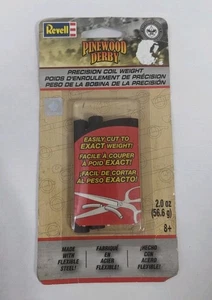 Revell
PINEWOOD
DERBY
PRECISION COIL WEIGHT
POIDS D'ENROULEMENT DE PRÉCISION
PESO DE LA BOBINA DE PRECISIÓN
EASILY CUT TO
EXACT WEIGHT!
FACILE A COUPER
A POID EXACT!
¡FACIL DE CORTAR
AL PESO EXACTO!
2.0 oz
(56.6 g)
8+
MADE
WITH
FLEXIBLE
STEEL!
FABRIQUÉ
EN
ACIER
FLEXIBLE!
¡HECHO
CON
ACERO
FLEXIBLE!